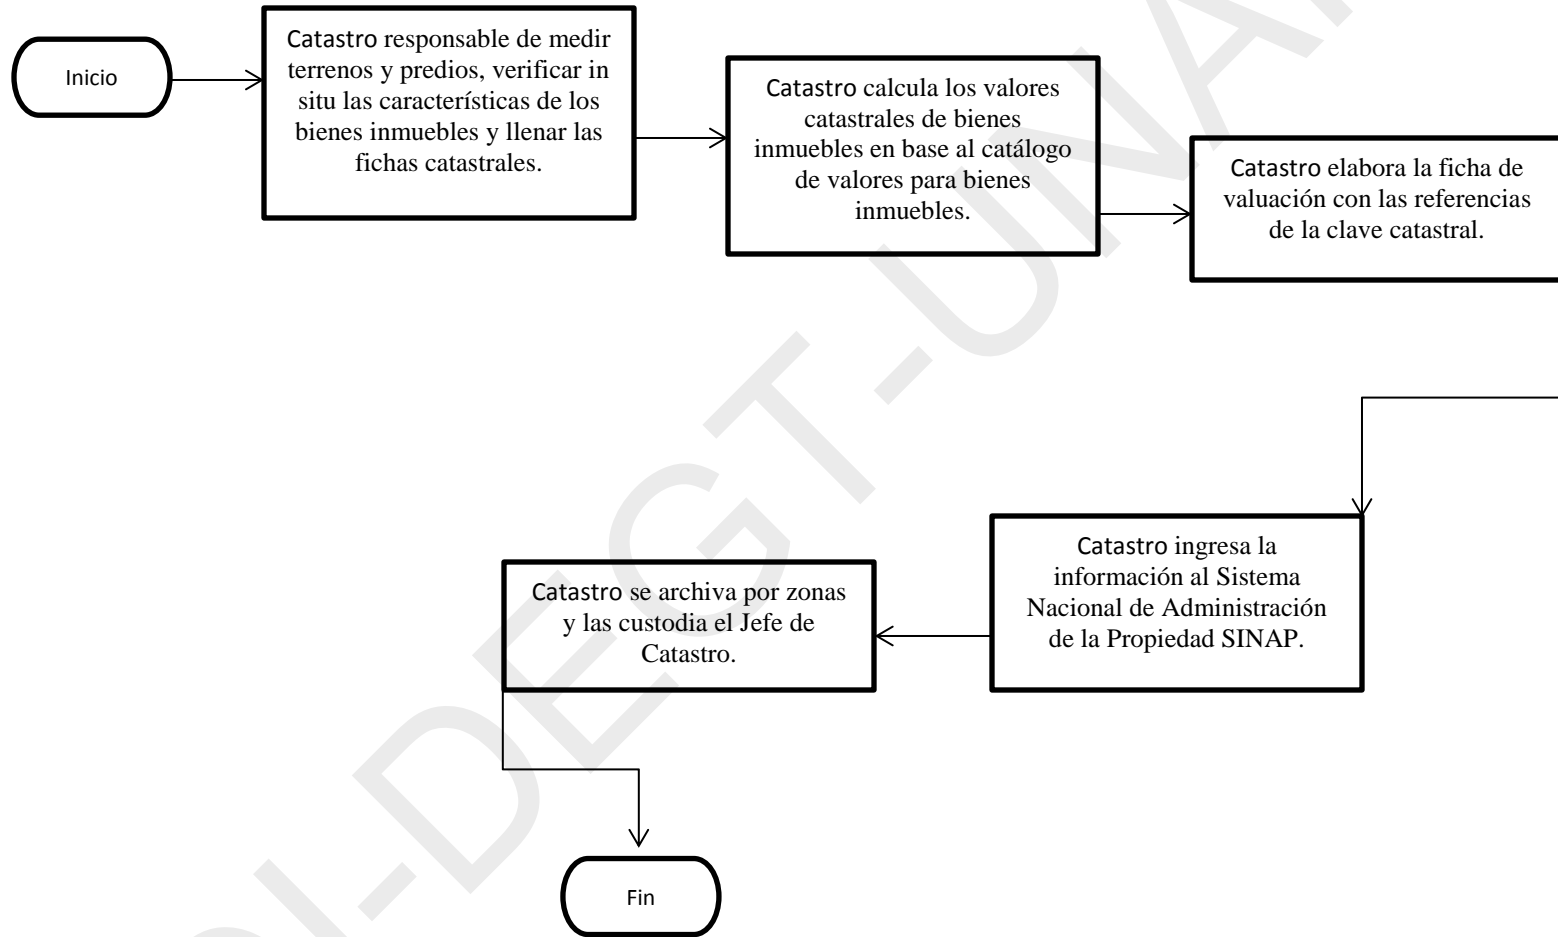 Inicio
Catastro responsable de medir
terrenos y predios, verificar in
situ las características de los
bienes inmuebles y llenar las
fichas catastrales.
Catastro calcula los valores
catastrales de bienes
inmuebles en base al catálogo
de valores para bienes
inmuebles.
Catastro elabora la ficha de
valuación con las referencias
de la clave catastral.
Catastro ingresa la
información al Sistema
Nacional de Administración
de la Propiedad SINAP.
Catastro se archiva por zonas
y las custodia el Jefe de
Catastro.
Fin
DI-DEGT-UNA